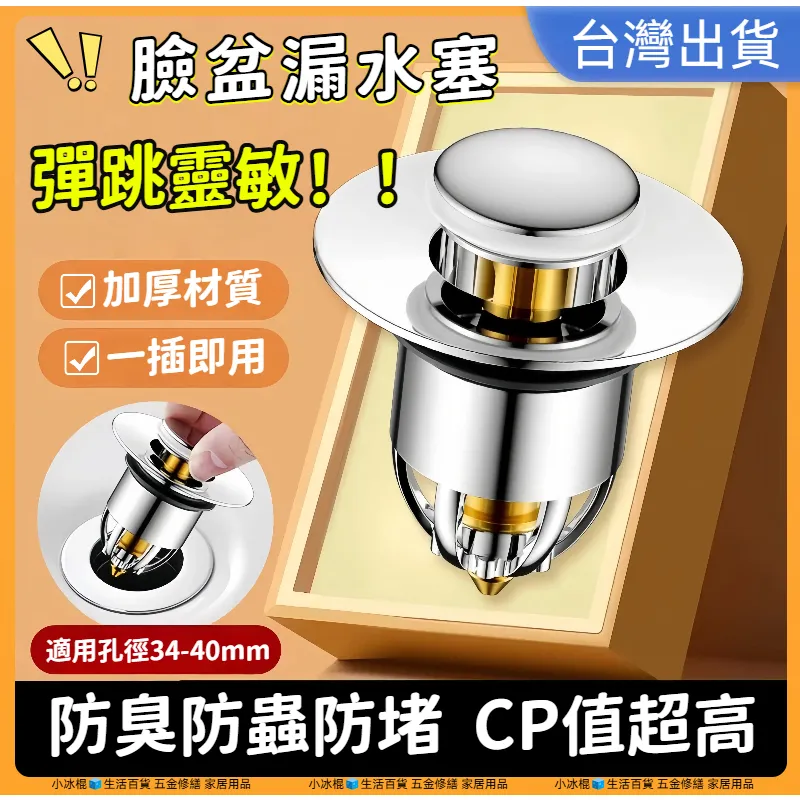 台灣出貨
臉盆漏水塞
彈跳靈敏！！
加厚材質
一插即用
適用孔徑34-40mm
防臭防蟲防堵 CP值超高
小冰棍 生活百貨 五金修繕 家居用品 小冰棍 生活百貨 五金修繕 家居用品 小冰棍 生活百貨 五金修繕 家居用品